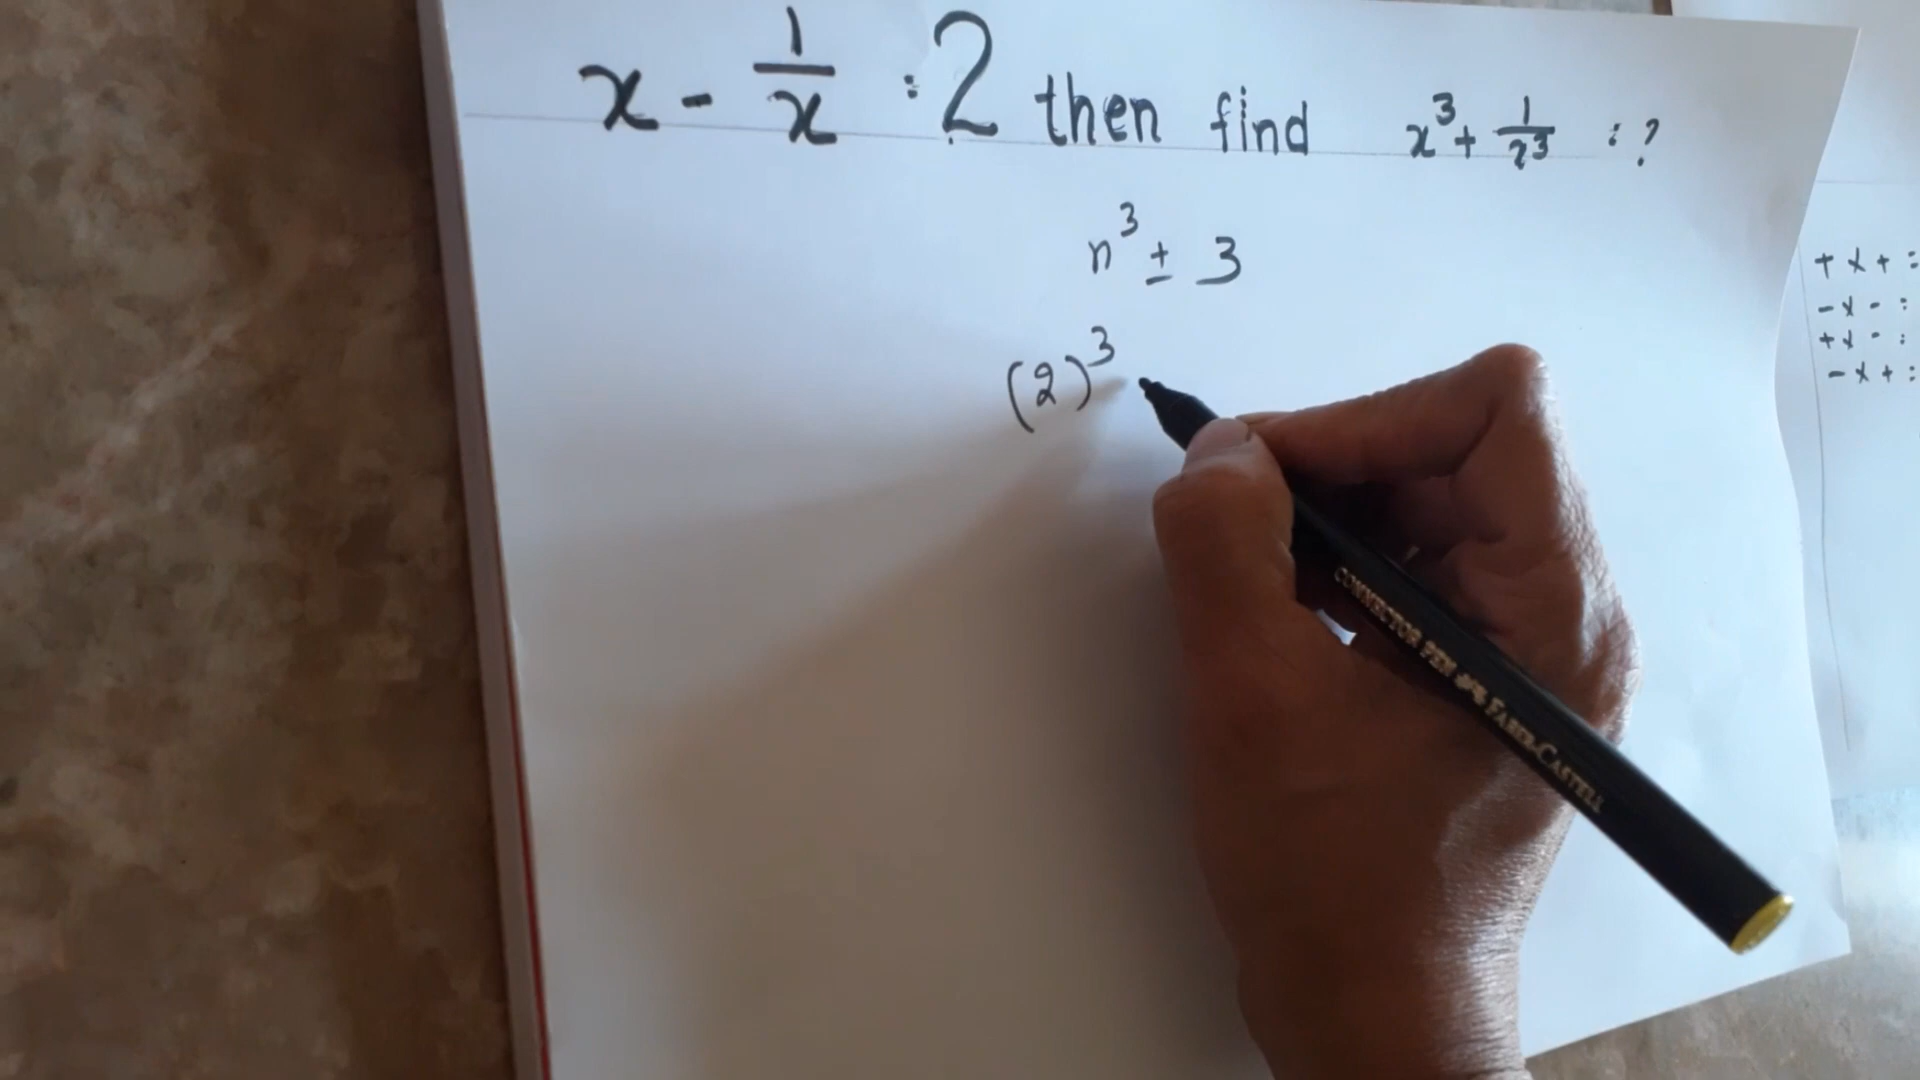 x - 1/x : 2 then find x³ + 1/x³ : ?
n³ ± 3
(2)³
+ x + :
- x - :
+ x - :
- x + :
CONNECTOR PEN FABER-CASTELL